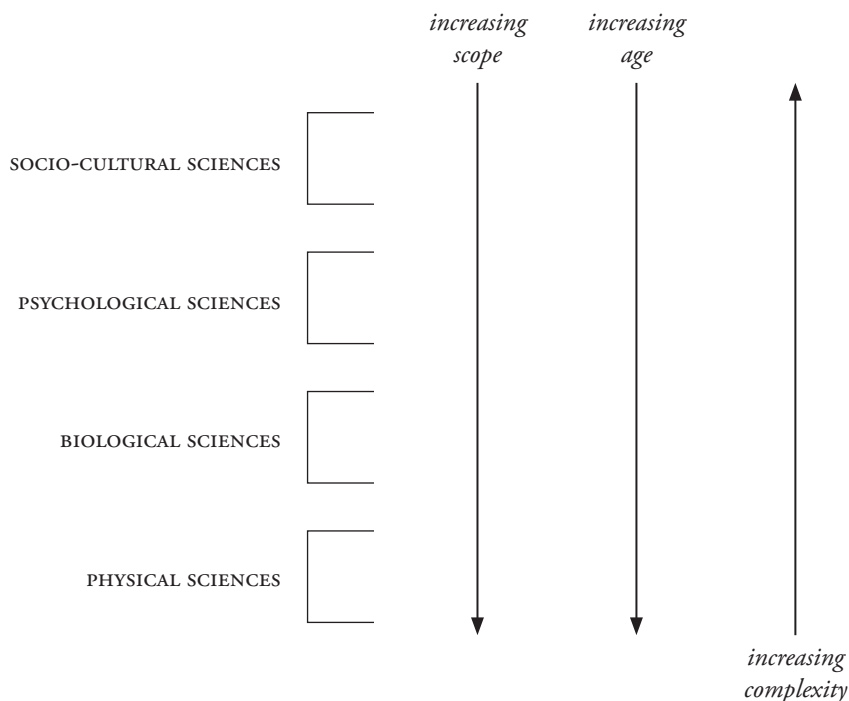 increasing
scope
increasing
age
SOCIO-CULTURAL SCIENCES
PSYCHOLOGICAL SCIENCES
BIOLOGICAL SCIENCES
PHYSICAL SCIENCES
increasing
complexity